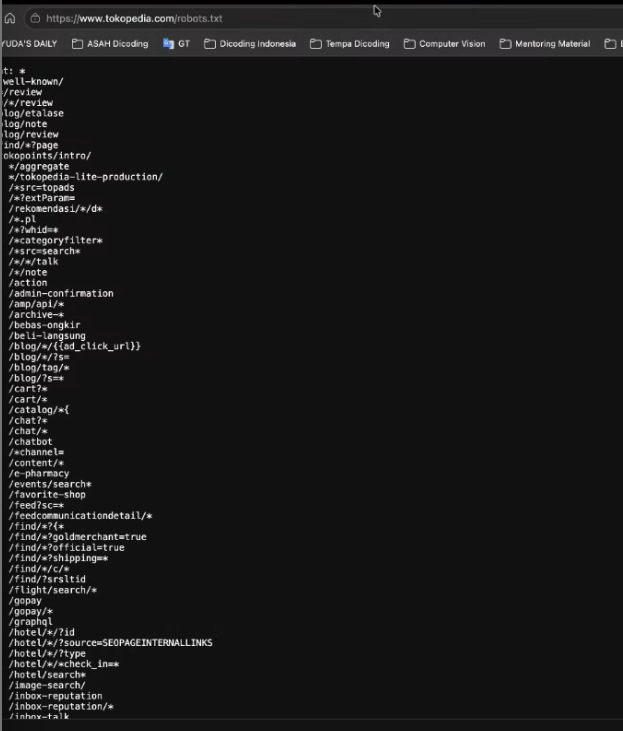 https://www.tokopedia.com/robots.txt
YUDA'S DAILY ASAH Dicoding GT Dicoding Indonesia Tempa Dicoding Computer Vision Mentoring Material
nt: *
well-known/
/review
/*/review
log/etalase
log/note
log/review
find/*?page
okopoints/intro/
*/aggregate
*/tokopedia-lite-production/
/*src=topads
/*?extParam=
/rekomendasi/*/d*
/*.pl
/*?whid=*
/*categoryfilter*
/*src=search*
/*/*/talk
/*/note
/action
/admin-confirmation
/amp/api/*
/archive-*
/bebas-ongkir
/beli-langsung
/blog/*/{{ad_click_url}}
/blog/*/?s=
/blog/tag/*
/blog/?s=*
/cart?*
/cart/*
/catalog/*{
/chat?*
/chat/*
/chatbot
/*channel=
/content/*
/e-pharmacy
/events/search*
/favorite-shop
/feed?sc=*
/feedcommunicationdetail/*
/find/*?{*
/find/*?goldmerchant=true
/find/*?official=true
/find/*?shipping=*
/find/*/c/*
/find/?srsltid
/flight/search/*
/gopay
/gopay/*
/graphql
/hotel/*/?id
/hotel/*/?source=SEOPAGEINTERNALLINKS
/hotel/*/?type
/hotel/*/*check_in=*
/hotel/search*
/image-search/
/inbox-reputation
/inbox-reputation/*
/inbox-talk